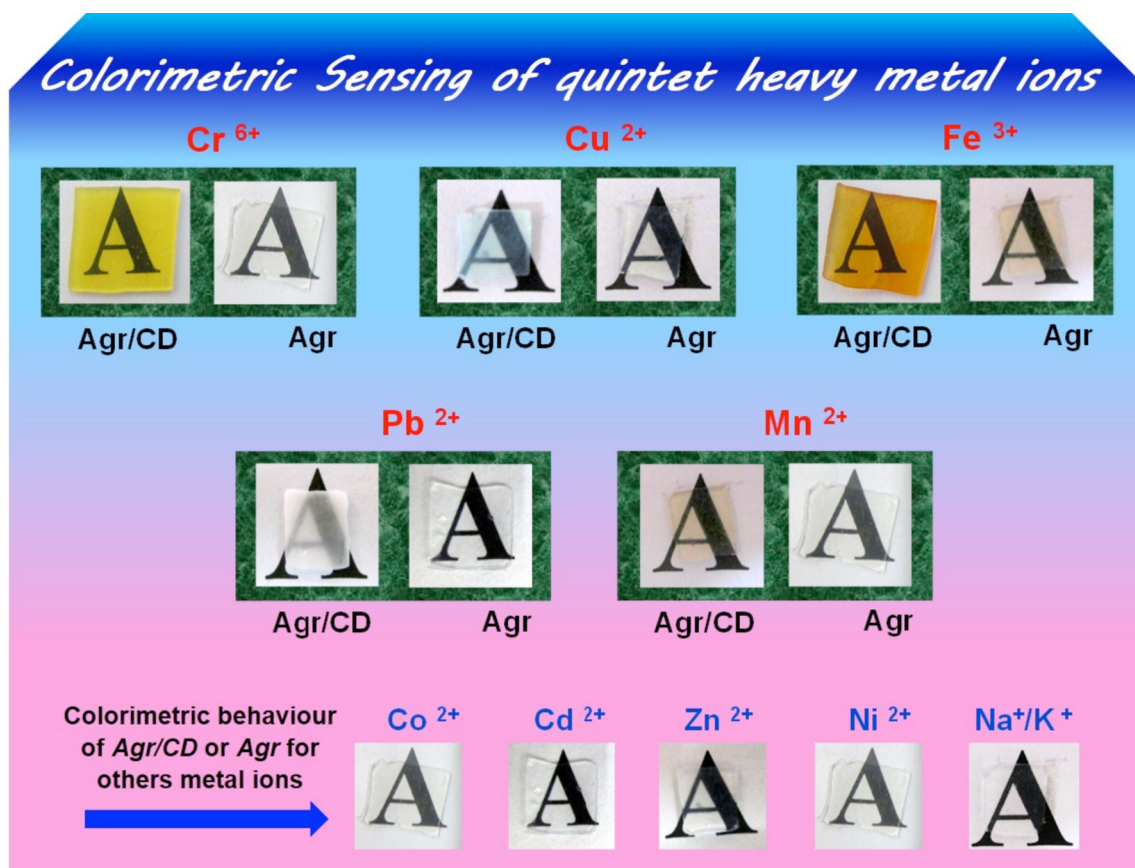 Colorimetric Sensing of quintet heavy metal ions
Cr 6+
Cu 2+
Fe 3+
A
A
A
A
A
A
Agr/CD
Agr
Agr/CD
Agr
Agr/CD
Agr
Pb 2+
Mn 2+
A
A
A
A
Agr/CD
Agr
Agr/CD
Agr
Colorimetric behaviour
of Agr/CD or Agr for
others metal ions
Co 2+
Cd 2+
Zn 2+
Ni 2+
Na+/K +
A
A
A
A
A